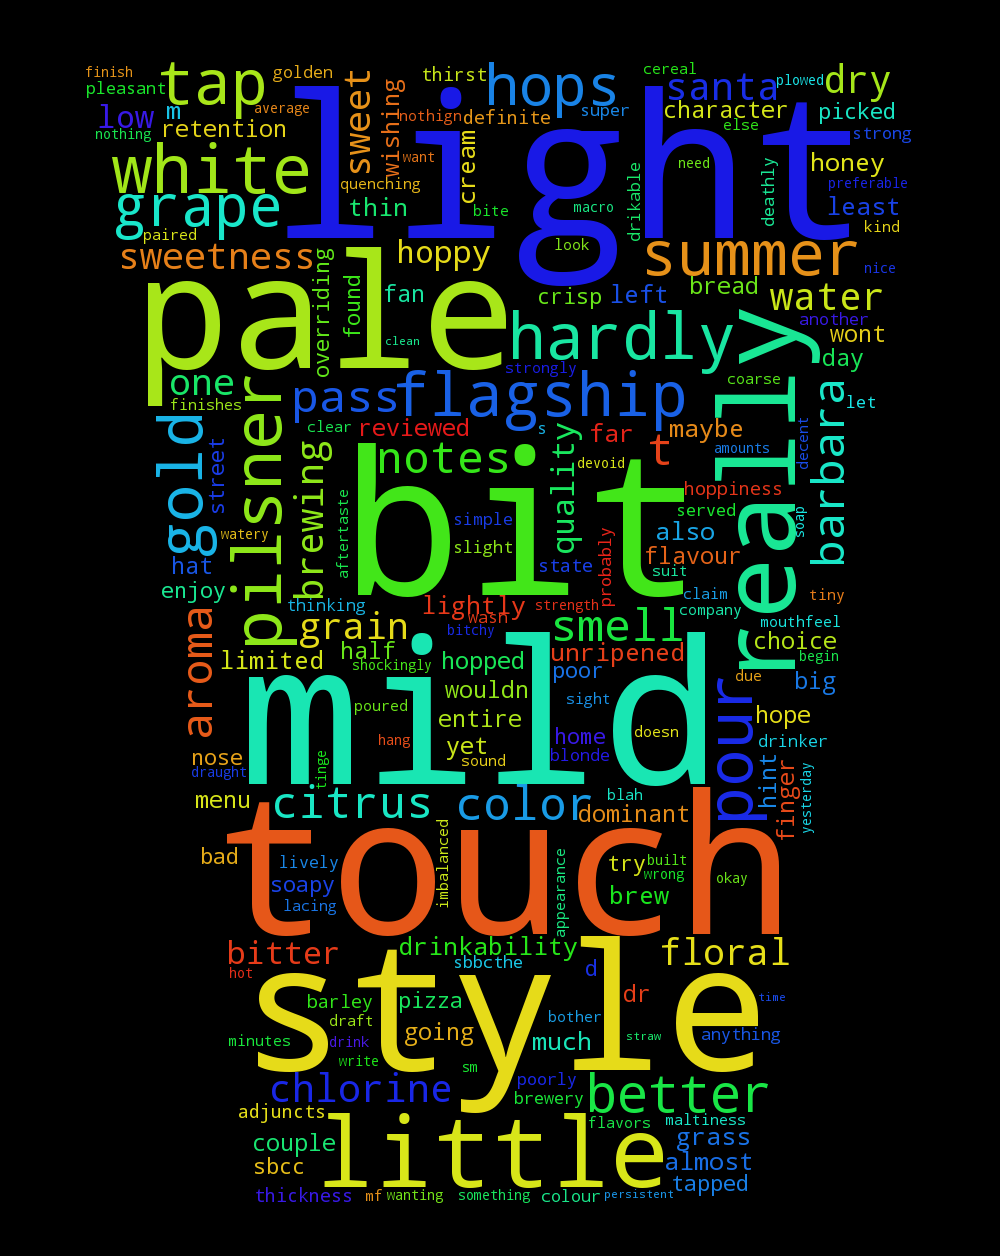 finish
tap
golden
sweet
thirst
hops
cereal
santa
plowed
dry
pleasant
low
m
average
wishing
nothign
definite
super
character
picked
nothing
retention
light
else
strong
white
want
cream
macro
drikable
need
deathly
honey
quenching
preferable
grape
thin
bite
least
paired
look
kind
sweetness
hoppy
summer
nice
pale
overriding
found
fan
crisp
left
bread
water
clean
hardly
really
another
wont
day
strongly
one
pilsner
pass
flagship
coarse
barbara
let
finishes
gold
clear
reviewed
s
quality
far
t
maybe
decent
street
brewing
notes
bit
devoid
amounts
hoppiness
aftertaste
simple
served
soap
watery
slight
probably
also
hat
state
flavour
suit
enjoy
thinking
lightly
strength
claim
tiny
aroma
grain
wash
company
mouthfeel
bitchy
smell
choice
limited
half
shockingly
hopped
unripened
begin
mild
poor
pour
due
big
wouldn
sight
poured
entire
hope
nose
hang
yet
home
doesn
drinker
draught
tinge
sound
blonde
hint
finger
yesterday
menu
citrus
color
blah
dominant
touch
imbalanced
appearance
bad
lively
try
built
wrong
okay
soapy
lacing
brew
bitter
drinkability
floral
hot
style
sbbcthe
d
barley
pizza
dr
time
draft
going
bother
minutes
drink
much
straw
anything
write
sm
chlorine
poorly
better
adjuncts
brewery
little
flavors
maltiness
couple
grass
sbcc
almost
tapped
thickness
mf
wanting
something
colour
persistent